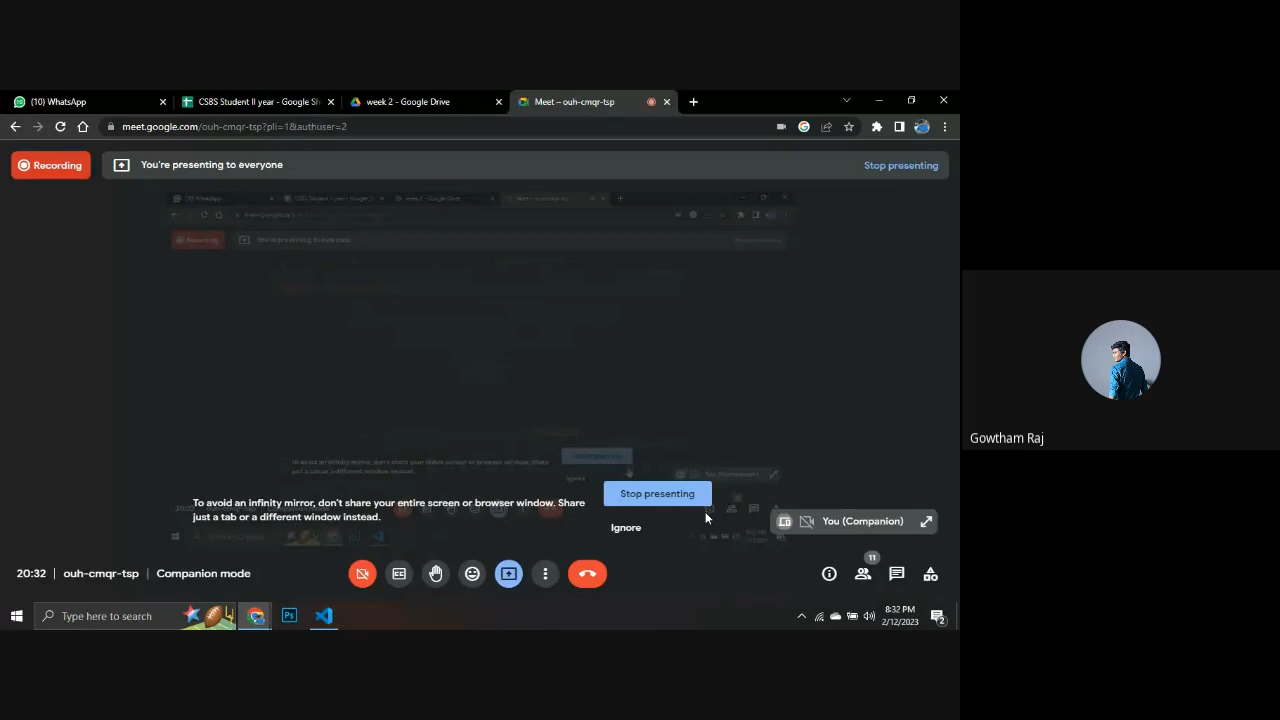 (10) WhatsApp
CSBS Student II year - Google Sh
week 2 - Google Drive
Meet – ouh-cmqr-tsp
meet.google.com/ouh-cmqr-tsp?pli=1&authuser=2
Recording
You're presenting to everyone
Stop presenting
To avoid an infinity mirror, don't share your entire screen or browser window. Share
just a tab or a different window instead.
Stop presenting
Ignore
You (Companion)
Gowtham Raj
20:32 | ouh-cmqr-tsp | Companion mode
11
Type here to search
Ps
8:32 PM
2/12/2023
2